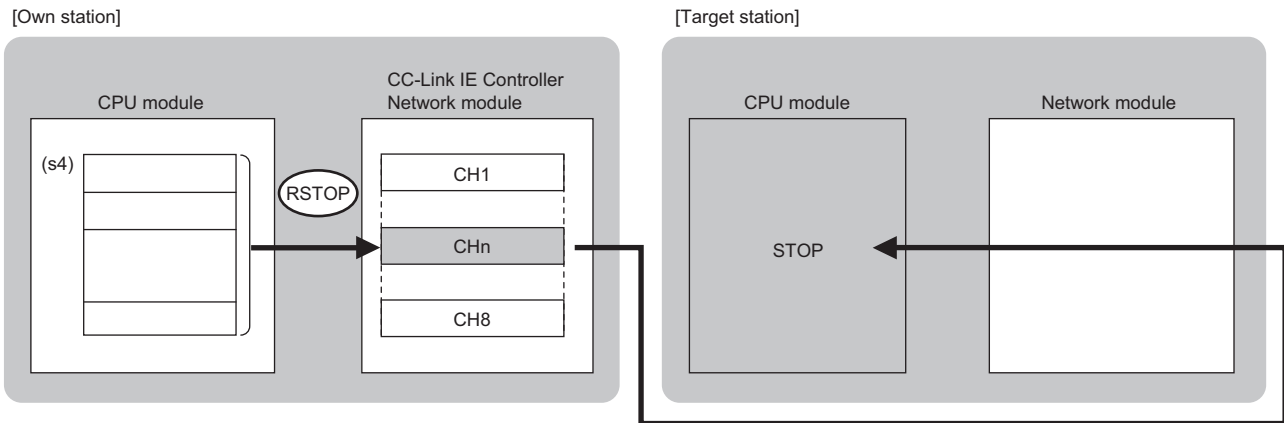 [Own station]
[Target station]
CPU module
CC-Link IE Controller
Network module
CPU module
Network module
(s4)
RSTOP
CH1
CHn
CH8
STOP